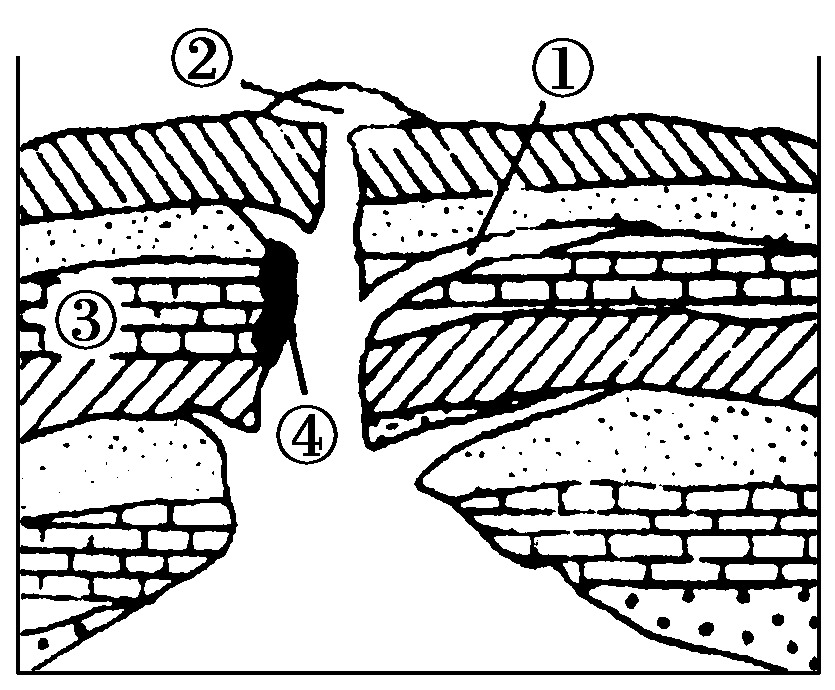 ② ①
③
④